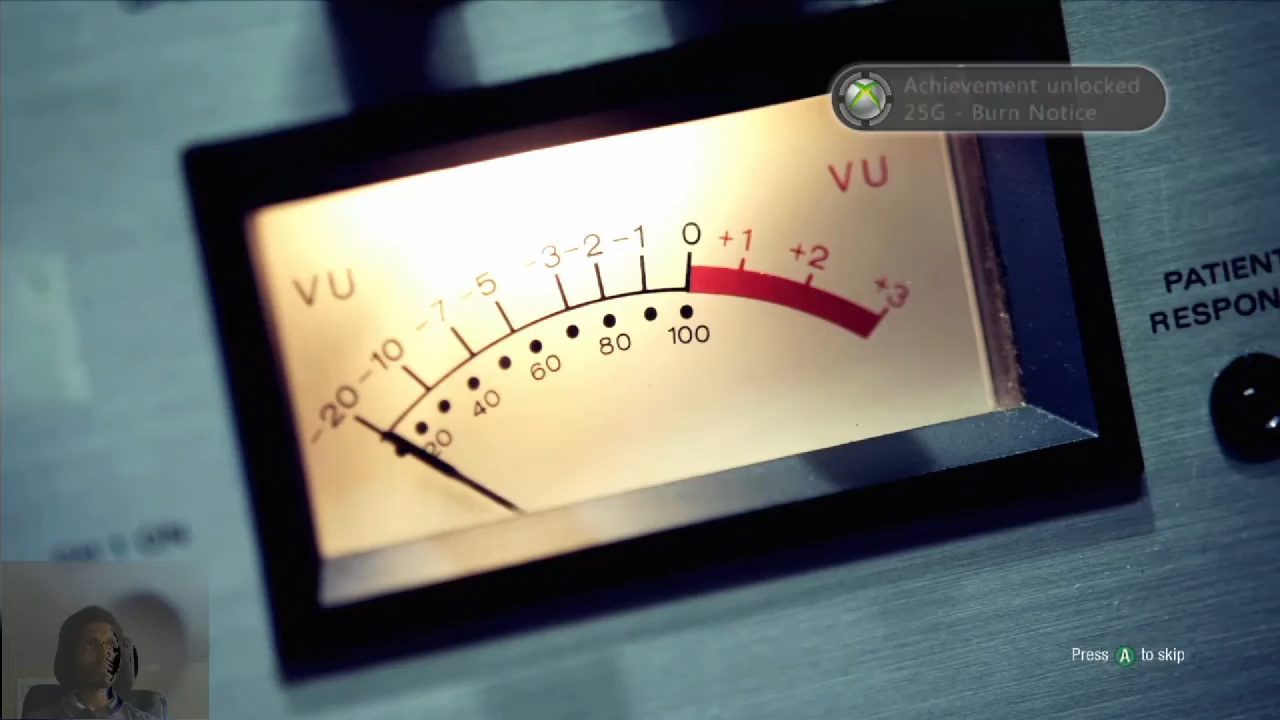 Achievement unlocked
25G - Burn Notice
VU
VU
-20 -10 -7 -5 -3 -2 -1 0 +1 +2 +3
20 40 60 80 100
PATIENT
RESPON
Press A to skip